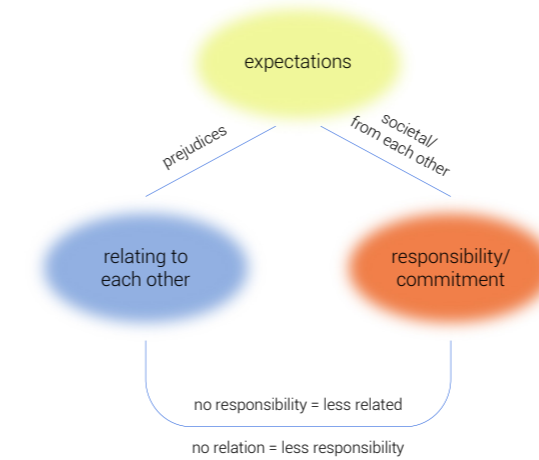 expectations
prejudices
societal/
from each other
relating to
each other
responsibility/
commitment
no responsibility = less related
no relation = less responsibility